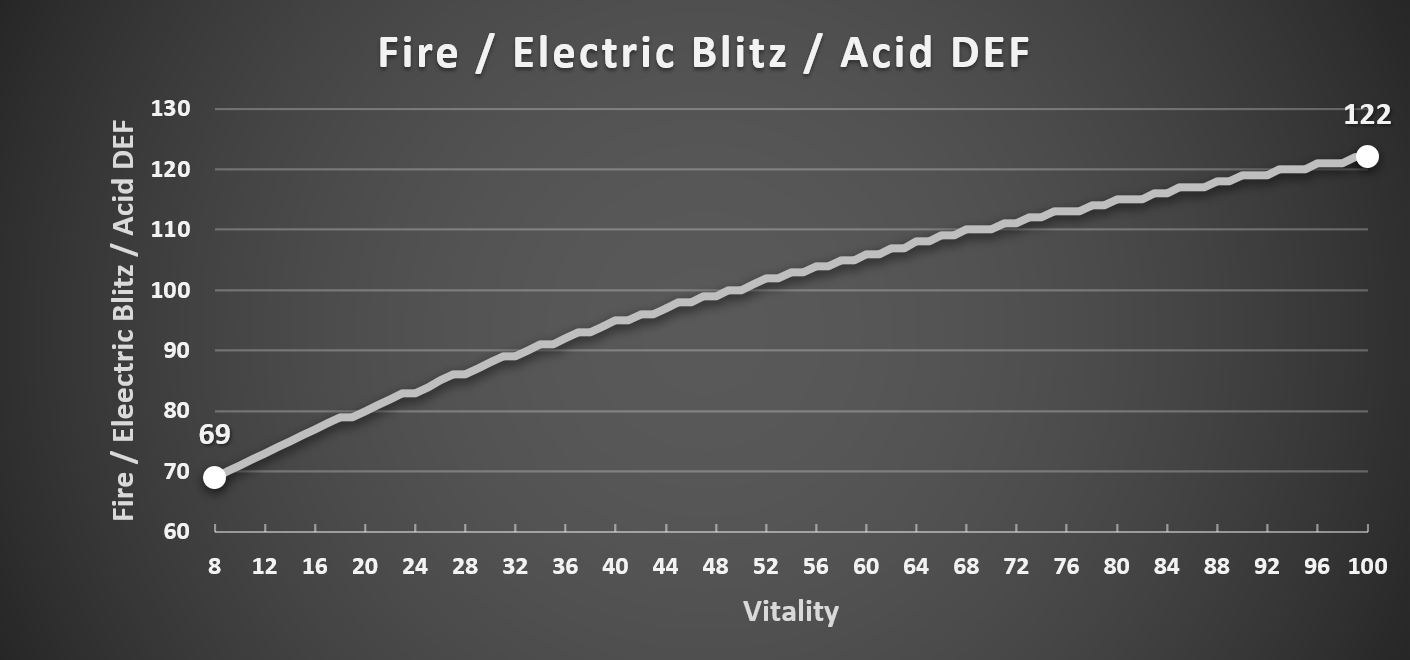 Fire / Electric Blitz / Acid DEF
Fire / Eleectric Blitz / Acid DEF
130
120
110
100
90
80
70
60
69
122
8 12 16 20 24 28 32 36 40 44 48 52 56 60 64 68 72 76 80 84 88 92 96 100
Vitality